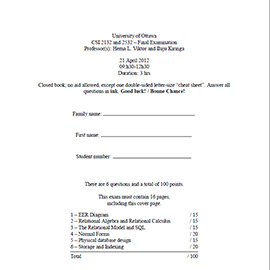 University of Ottawa
CSI 2132 and 2532 – Final Examination
Professor(s): Herna L. Viktor and Iluju Kiringa
21 April 2012
09:30-12h30
Duration: 3 hrs
Closed book; no aid allowed, except one double-sided letter-size "cheat sheet". Answer all
questions in ink. Good luck! / Bonne Chance!
Family name:
First name:
Student number:
There are 6 questions and a total of 100 points.
This exam must contain 16 pages,
including this cover page.
1 – EER Diagram / 15
2 – Relational Algebra and Relational Calculus / 15
3 – The Relational Model and SQL / 15
4 – Normal Forms / 20
5 – Physical database design / 15
6 – Storage and Indexing / 20
Total / 100